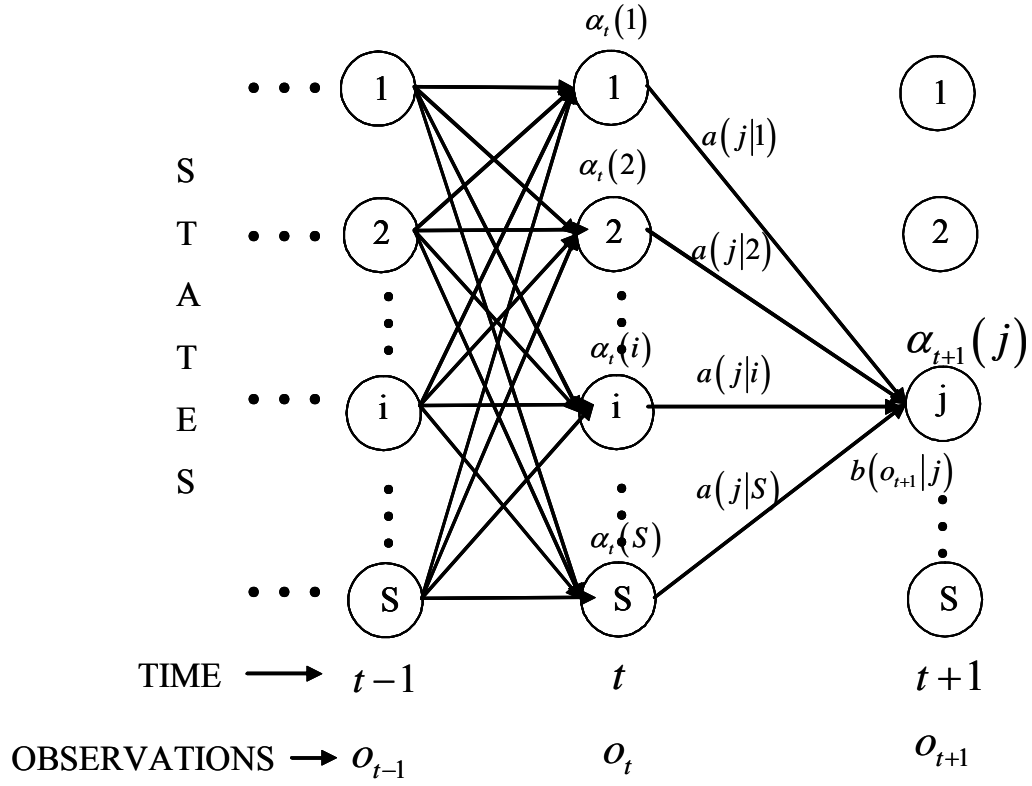 α_t(1)
1 1 1
a(j|1)
S
α_t(2)
T
2 2 2
a(j|2)
A
α_t(i) α_{t+1}(j)
T
a(j|i)
i i j
E
b(o_{t+1}|j)
S
a(j|S)
α_t(S)
S S S
TIME t−1 t t+1
OBSERVATIONS o_{t−1} o_t o_{t+1}